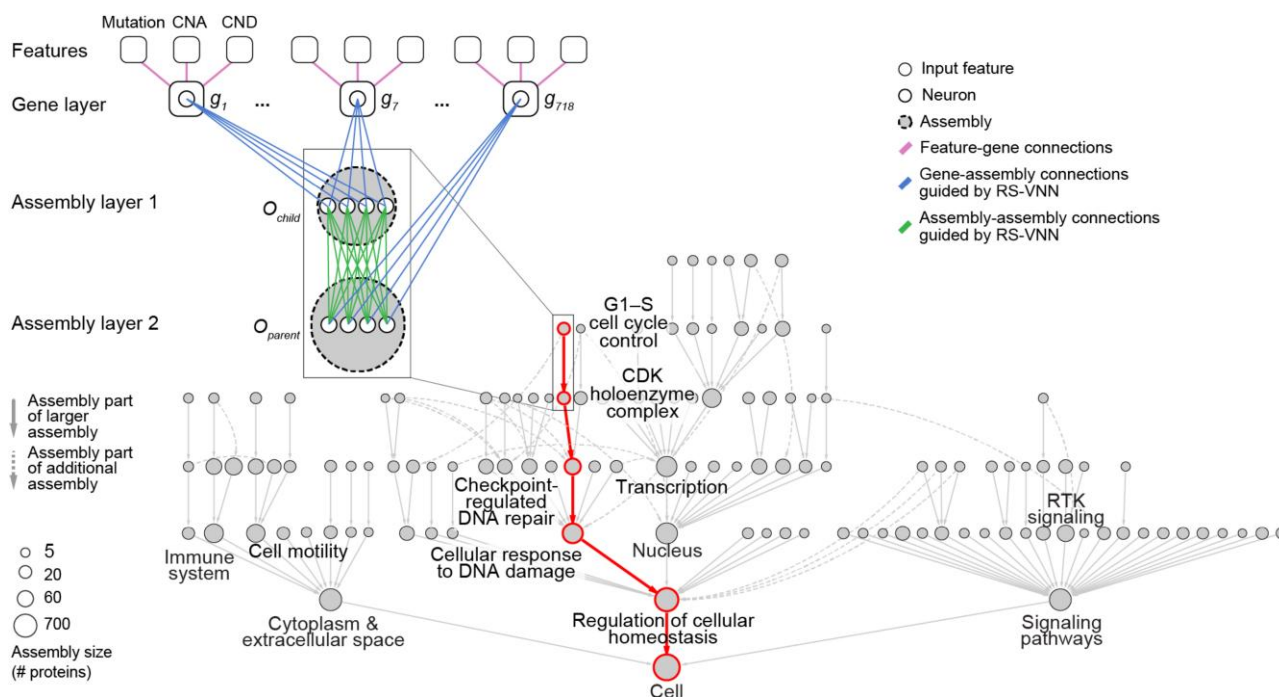 Mutation CNA CND
Features
Gene layer
g1 ... g7 ... g718
Input feature
Neuron
Assembly
Feature-gene connections
Gene-assembly connections
guided by RS-VNN
Assembly-assembly connections
guided by RS-VNN
Assembly layer 1
Ochild
Assembly layer 2
Oparent
G1–S
cell cycle
control
CDK
holoenzyme
complex
Assembly part
of larger
assembly
Assembly part
of additional
assembly
Checkpoint-
regulated
DNA repair
Transcription
RTK
signaling
Immune
system
Cell motility
Cellular response
to DNA damage
Nucleus
5
20
60
700
Assembly size
(# proteins)
Cytoplasm &
extracellular space
Regulation of cellular
homeostasis
Signaling
pathways
Cell